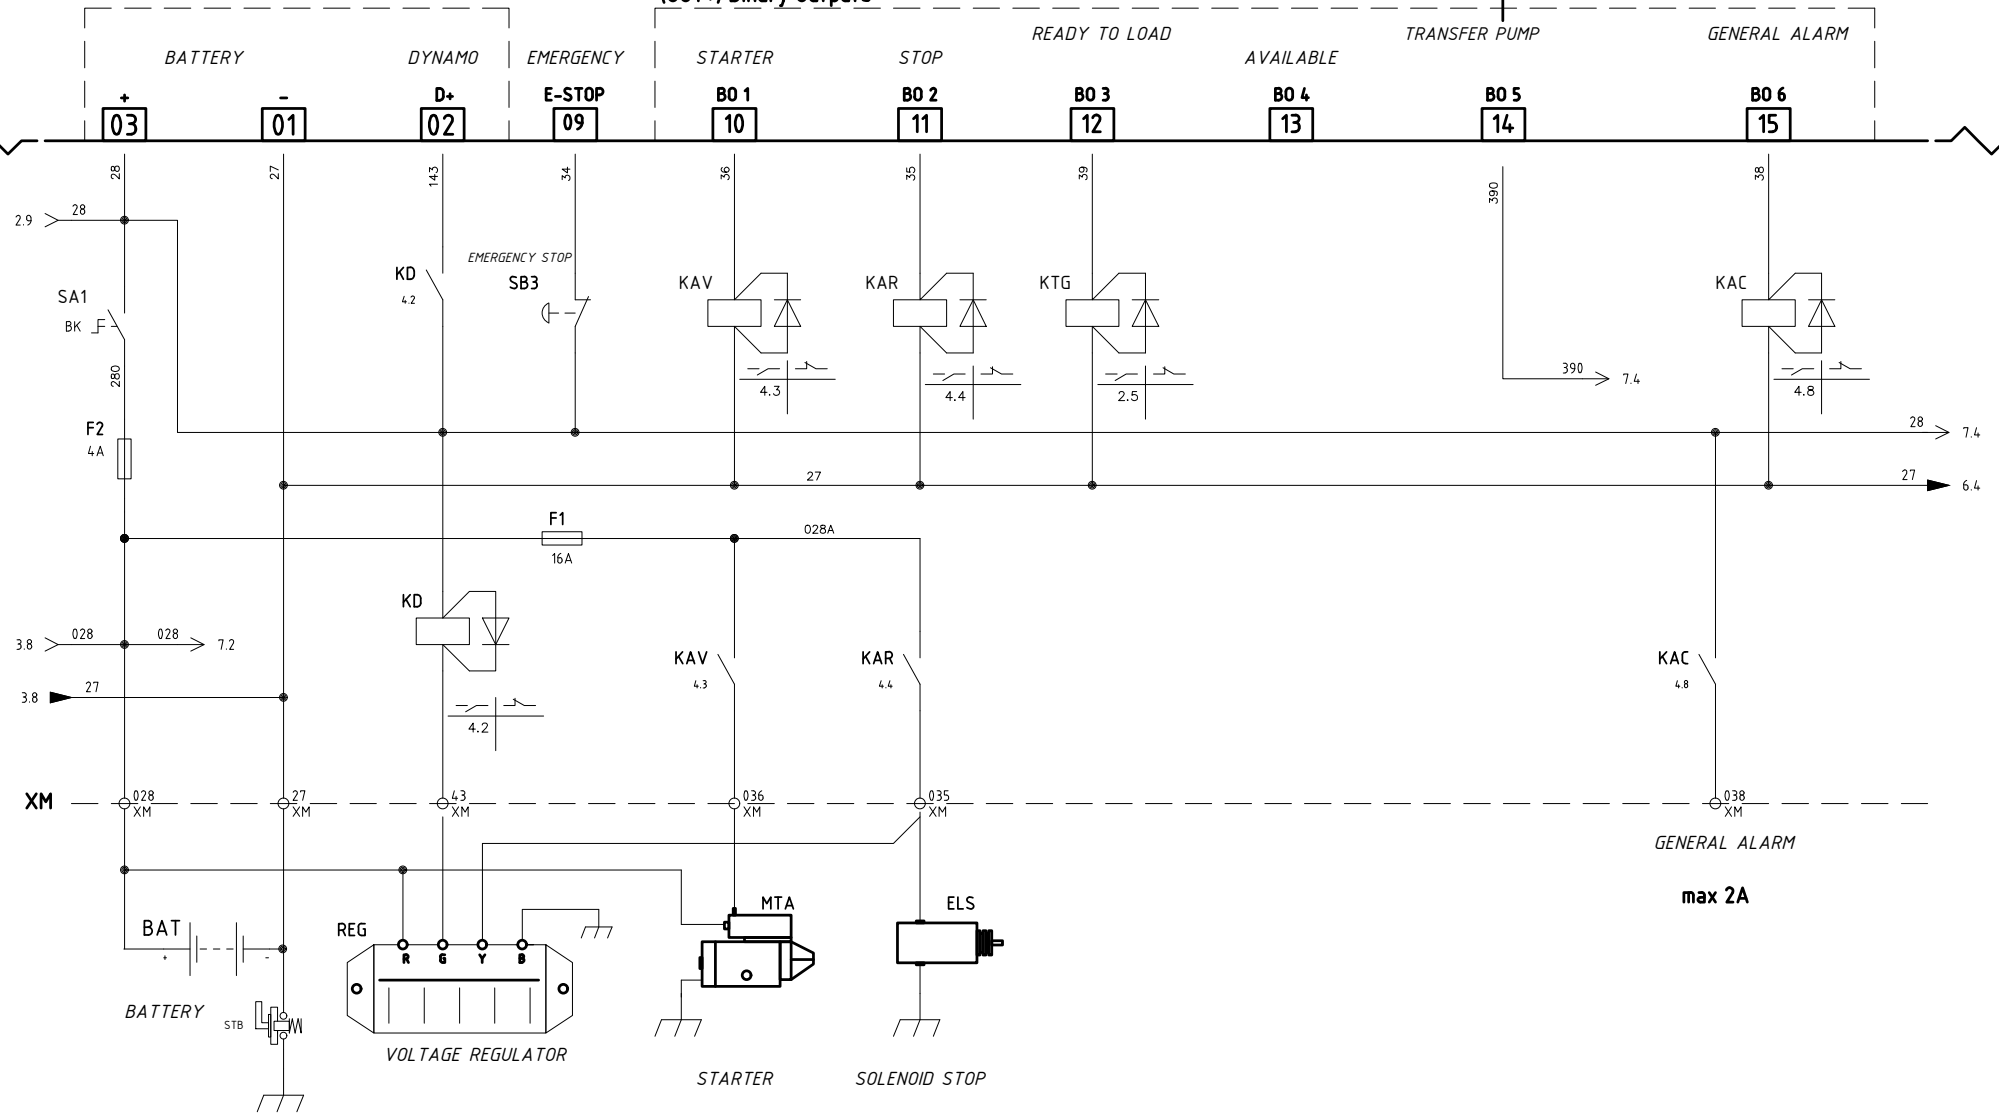 READY TO LOAD TRANSFER PUMP GENERAL ALARM
BATTERY DYNAMO EMERGENCY STARTER STOP AVAILABLE
+ - D+ E-STOP BO 1 BO 2 BO 3 BO 4 BO 5 BO 6
03 01 02 09 10 11 12 13 14 15
28 27 143 34 36 35 39 390 38
2.9 28
EMERGENCY STOP
KD SB3 KAV KAR KTG KAC
4.2
SA1
BK
280
390 7.4
4.3 4.4 2.5 4.8
F2
4A
28 7.4
27 27 6.4
F1
16A
028A
KD
3.8 028 028 7.2
KAV KAR KAC
4.3 4.4 4.8
3.8 27
4.2
XM 028 27 43 036 035 038
XM XM XM XM XM XM
GENERAL ALARM
max 2A
BAT REG MTA ELS
R G Y B
+ -
BATTERY
STB
VOLTAGE REGULATOR
STARTER SOLENOID STOP